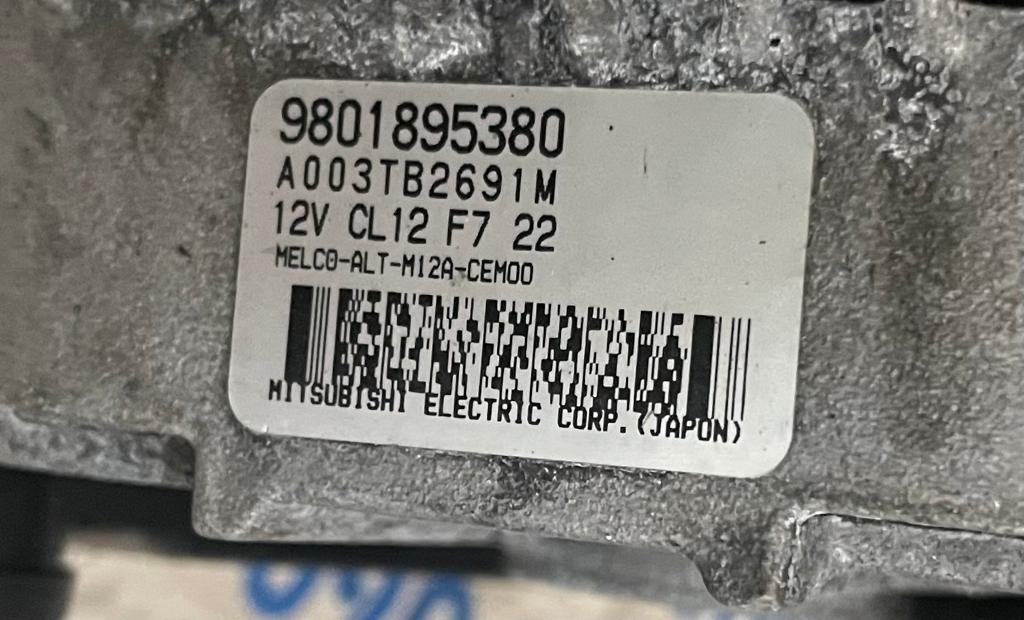 9801895380
A003TB2691M
12V CL12 F7 22
MELCO-ALT-M12A-CEM00
MITSUBISHI ELECTRIC CORP.(JAPON)